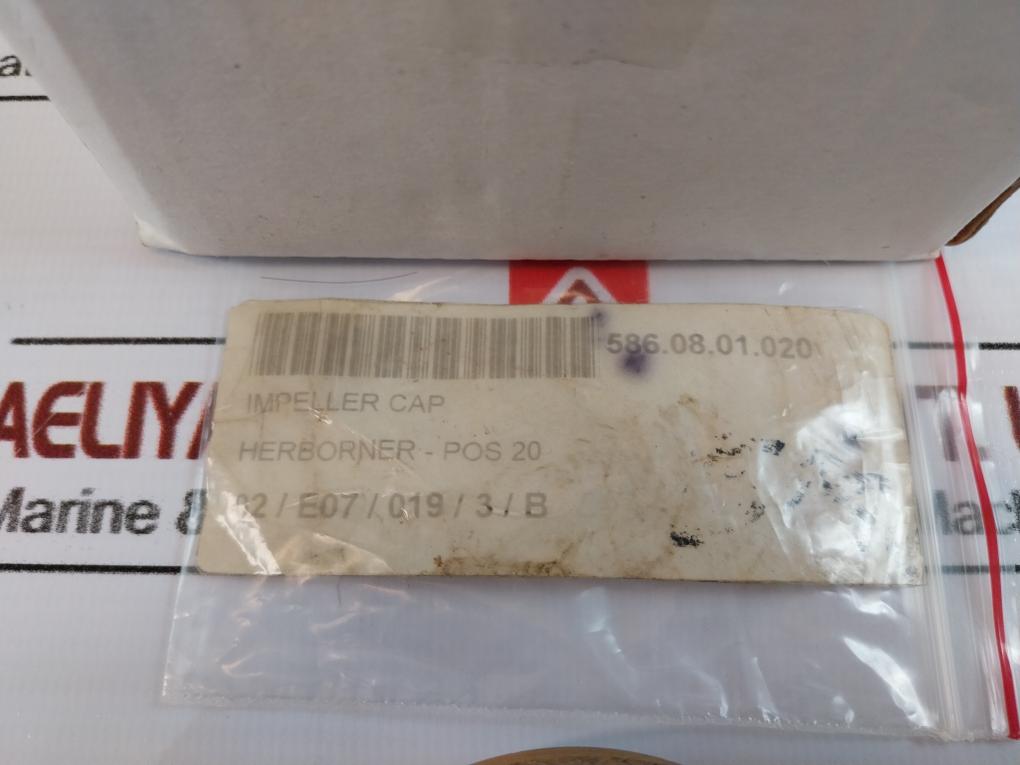 586.08.01.020
IMPELLER CAP
HERBORNER - POS 20
02 / E07 / 019 / 3 / B
AELIYA
Marine &